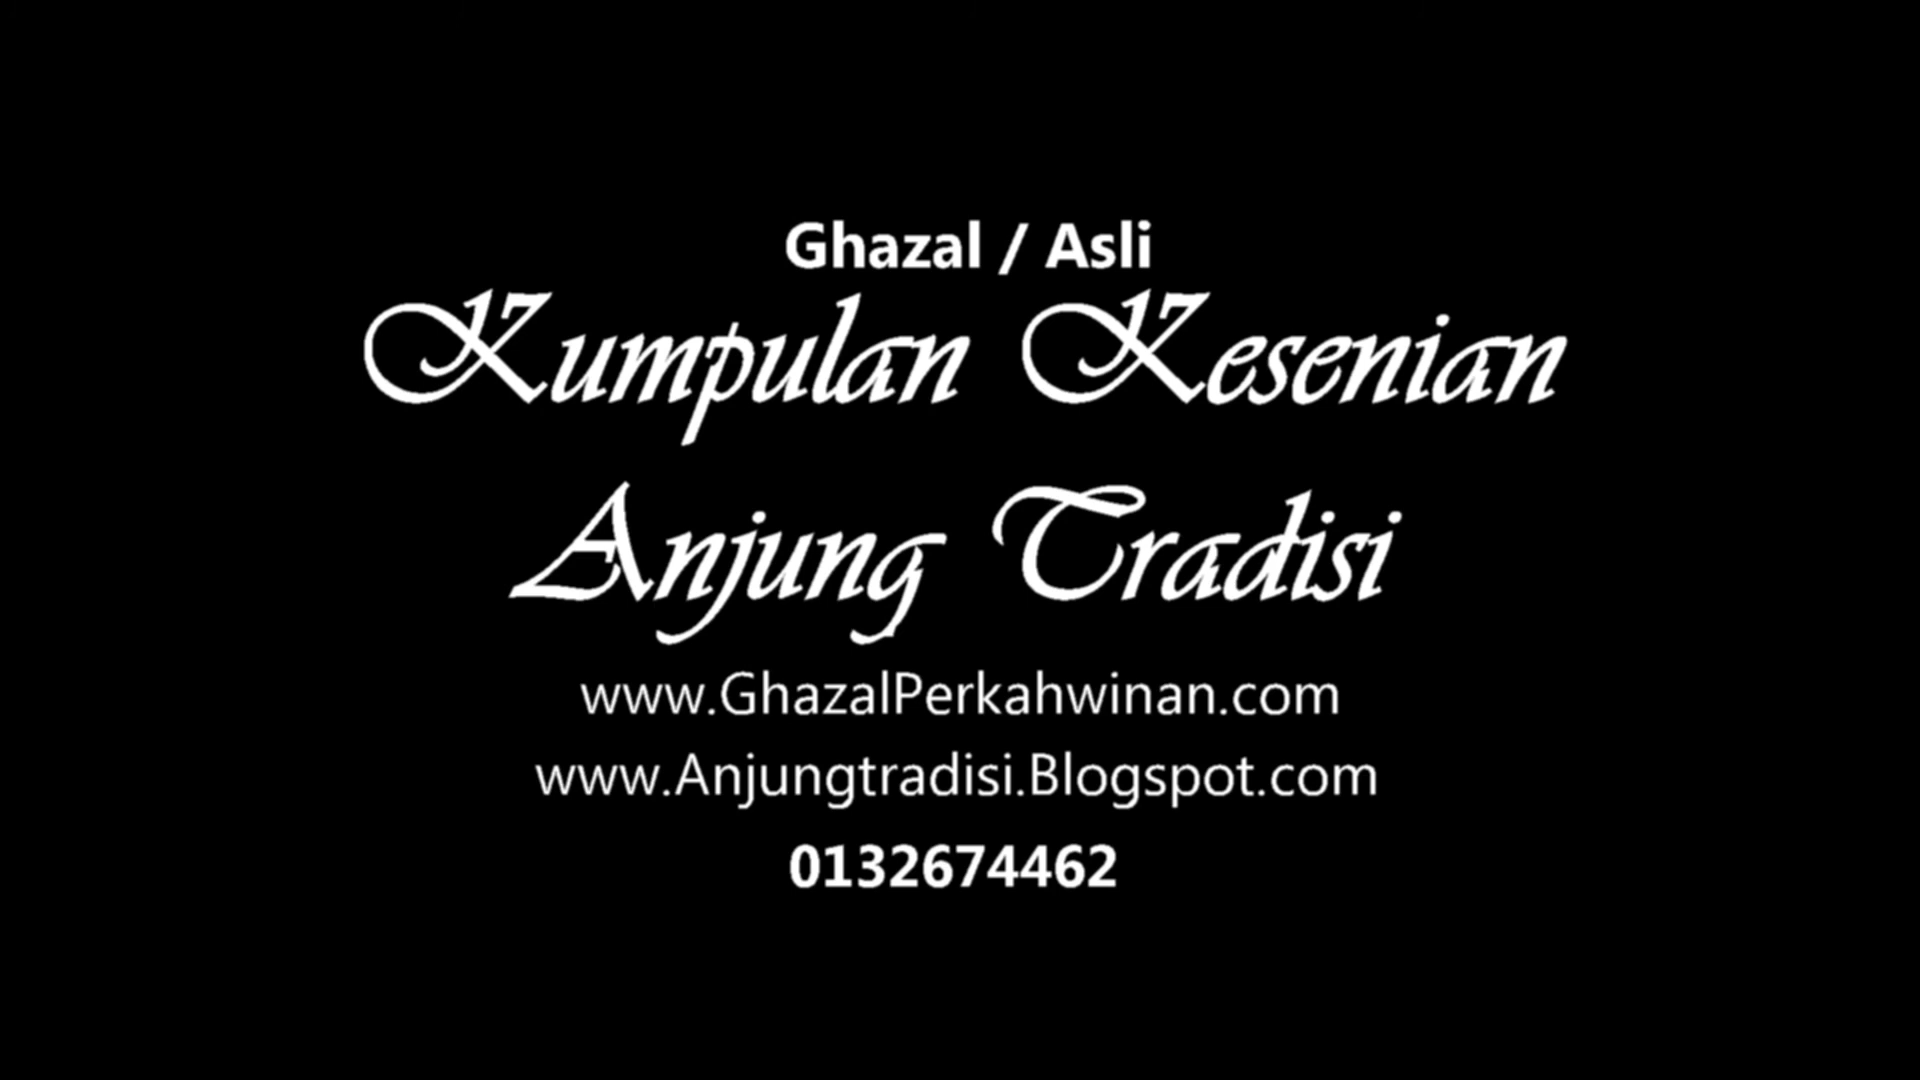 Ghazal / Asli
Kumpulan Kesenian
Anjung Tradisi
www.GhazalPerkahwinan.com
www.Anjungtradisi.Blogspot.com
0132674462